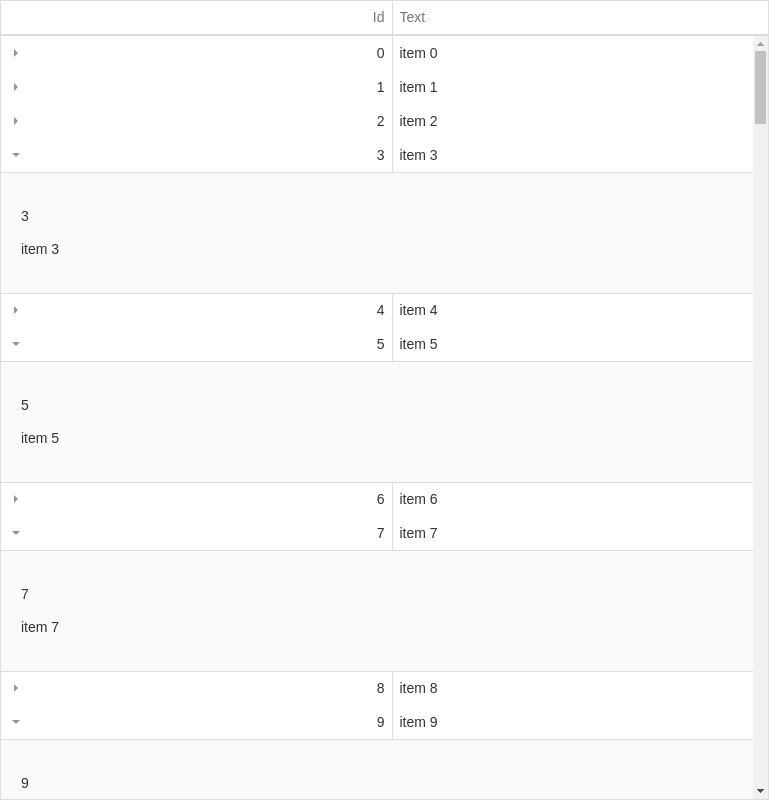 Id Text
0 item 0
1 item 1
2 item 2
3 item 3
3
item 3
4 item 4
5 item 5
5
item 5
6 item 6
7 item 7
7
item 7
8 item 8
9 item 9
9